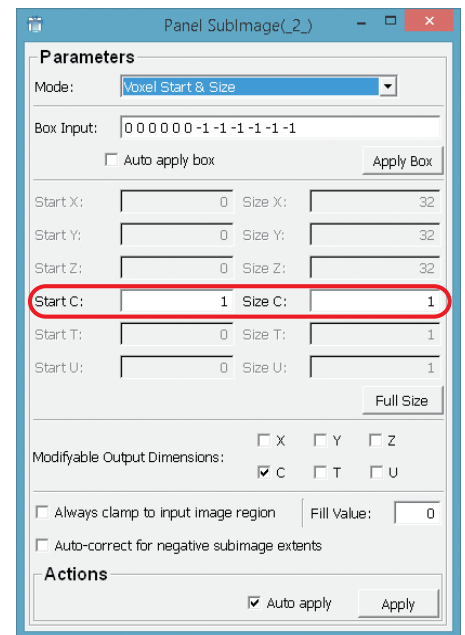 Panel SubImage(_2_)
Parameters
Mode: Voxel Start & Size
Box Input: 0 0 0 0 0 0 -1 -1 -1 -1 -1 -1
Auto apply box Apply Box
Start X: 0 Size X: 32
Start Y: 0 Size Y: 32
Start Z: 0 Size Z: 32
Start C: 1 Size C: 1
Start T: 0 Size T: 1
Start U: 0 Size U: 1
Full Size
X Y Z
Modifyable Output Dimensions:
C T U
Always clamp to input image region Fill Value: 0
Auto-correct for negative subimage extents
Actions
Auto apply Apply